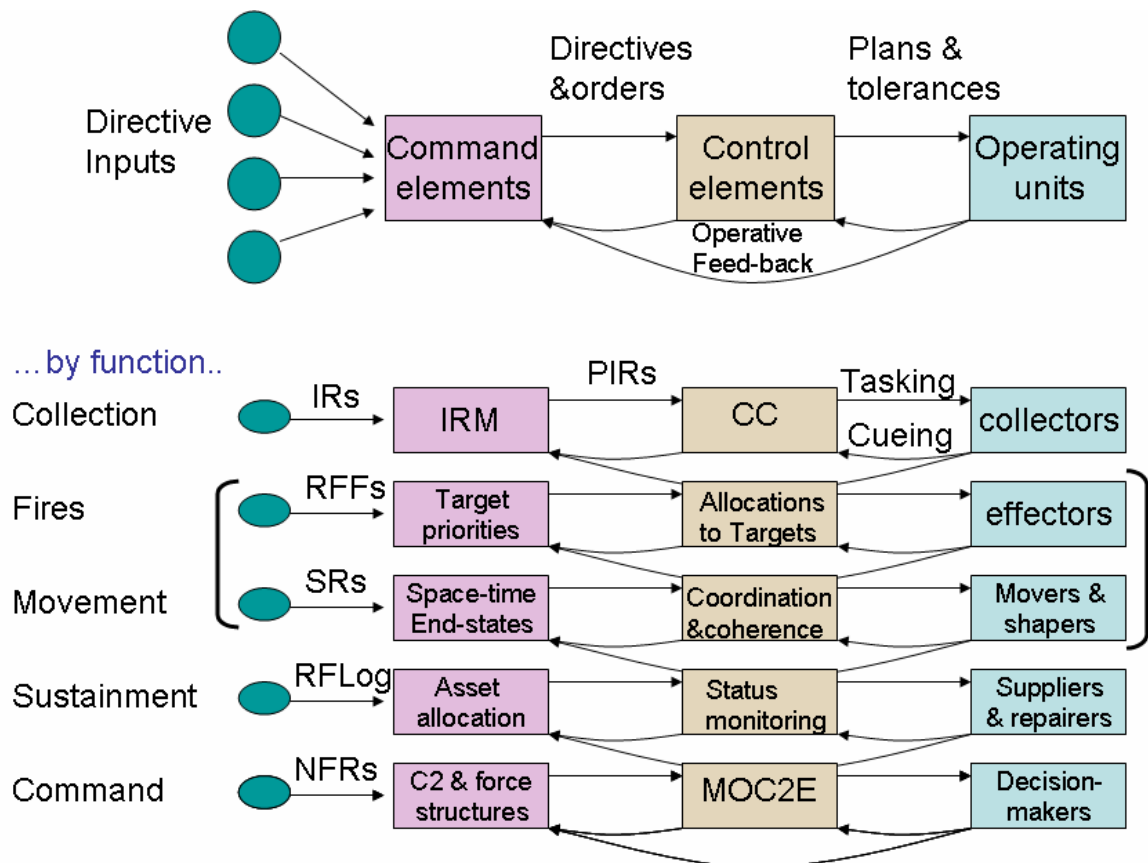 Directive
Inputs
Directives
&orders
Plans &
tolerances
Command
elements
Control
elements
Operating
units
Operative
Feed-back
…by function..
Collection
IRs
IRM
PIRs
CC
Tasking
Cueing
collectors
Fires
RFFs
Target
priorities
Allocations
to Targets
effectors
Movement
SRs
Space-time
End-states
Coordination
&coherence
Movers &
shapers
Sustainment
RFLog
Asset
allocation
Status
monitoring
Suppliers
& repairers
Command
NFRs
C2 & force
structures
MOC2E
Decision-
makers